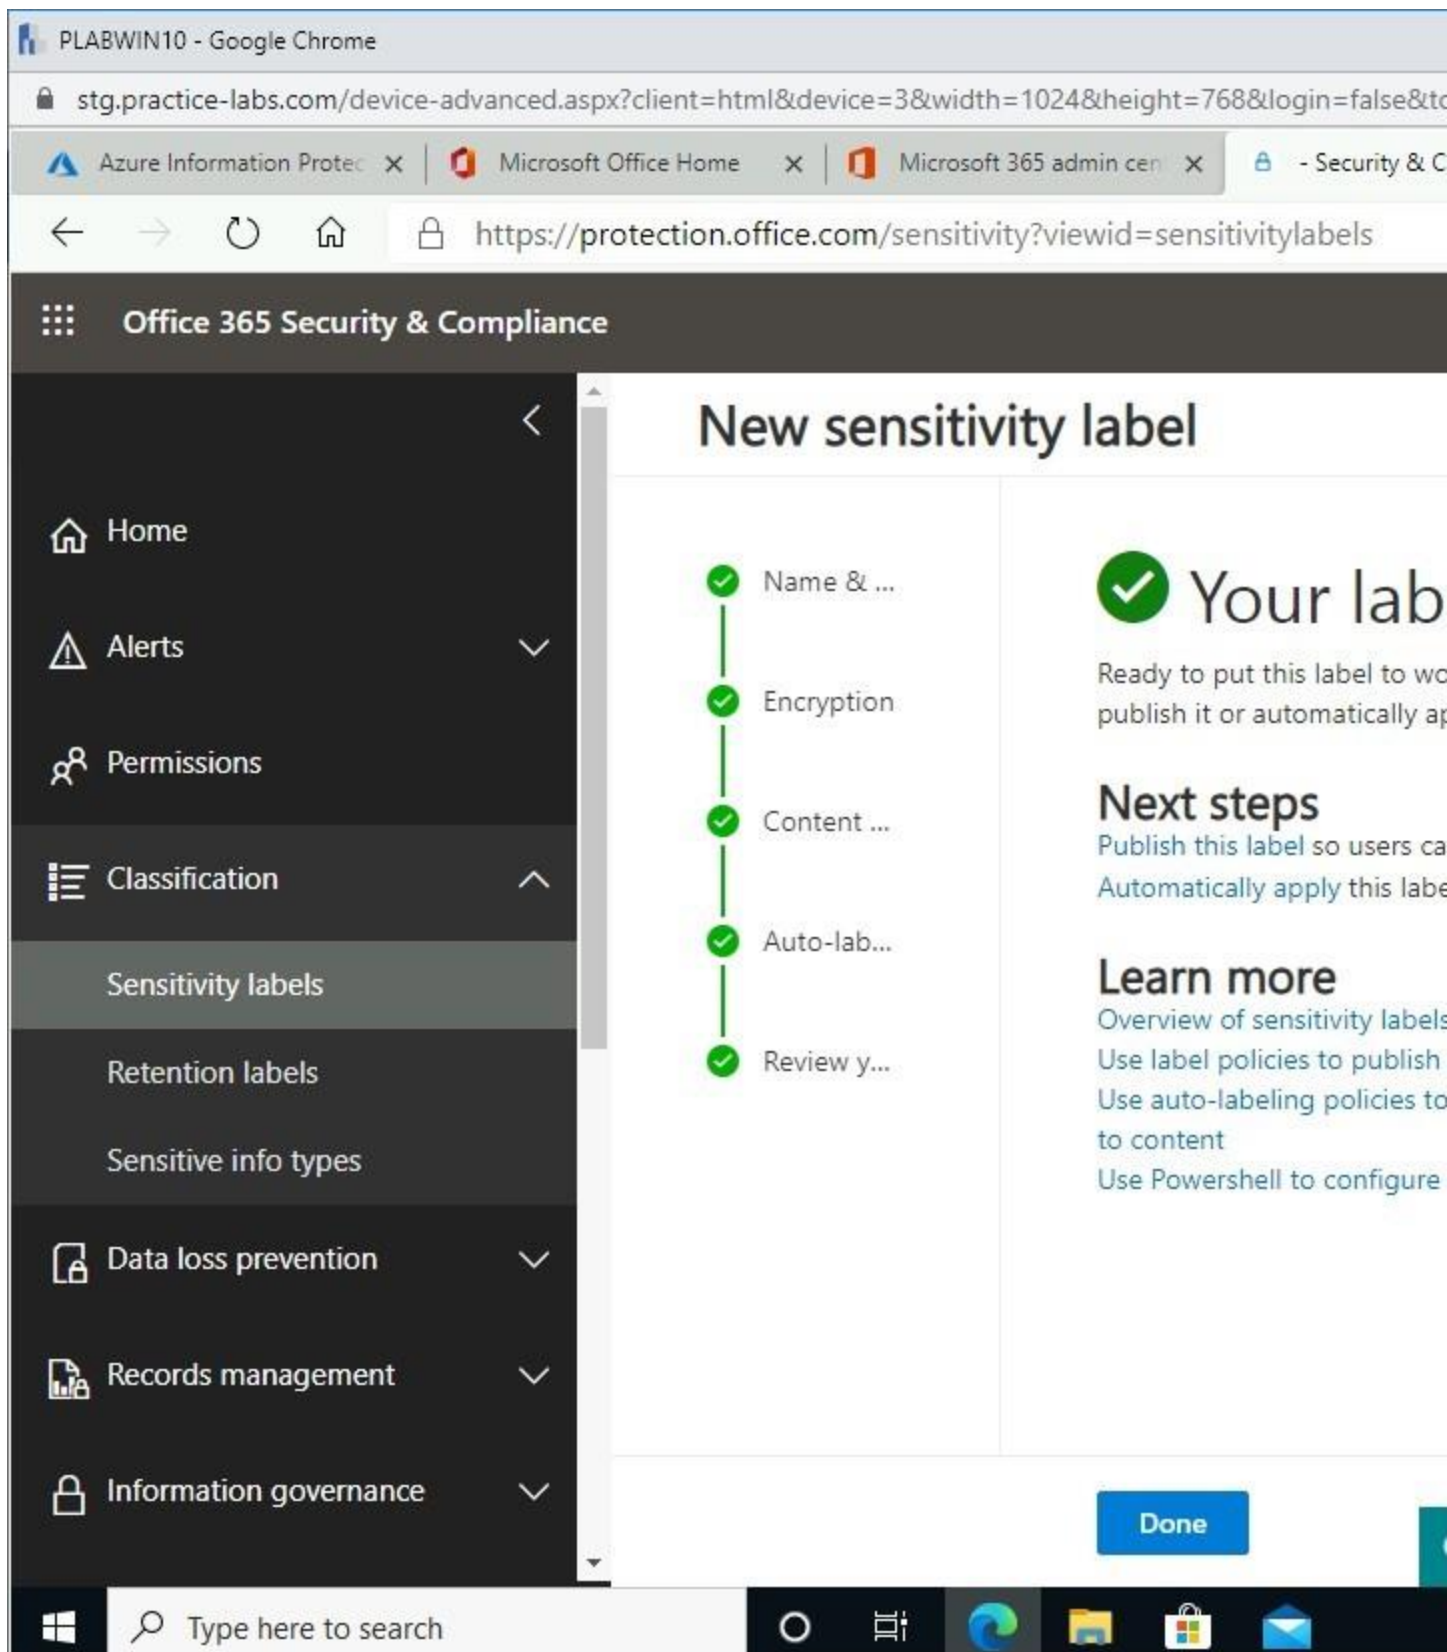 PLABWIN10 - Google Chrome
stg.practice-labs.com/device-advanced.aspx?client=html&device=3&width=1024&height=768&login=false&tc
Azure Information Protec
Microsoft Office Home
Microsoft 365 admin cen
- Security & C
https://protection.office.com/sensitivity?viewid=sensitivitylabels
Office 365 Security & Compliance
New sensitivity label
Home
Alerts
Permissions
Classification
Sensitivity labels
Retention labels
Sensitive info types
Data loss prevention
Records management
Information governance
Name & ...
Encryption
Content ...
Auto-lab...
Review y...
Your lab
Ready to put this label to wo
publish it or automatically ap
Next steps
Publish this label so users ca
Automatically apply this labe
Learn more
Overview of sensitivity labels
Use label policies to publish
Use auto-labeling policies to
to content
Use Powershell to configure
Done
Type here to search